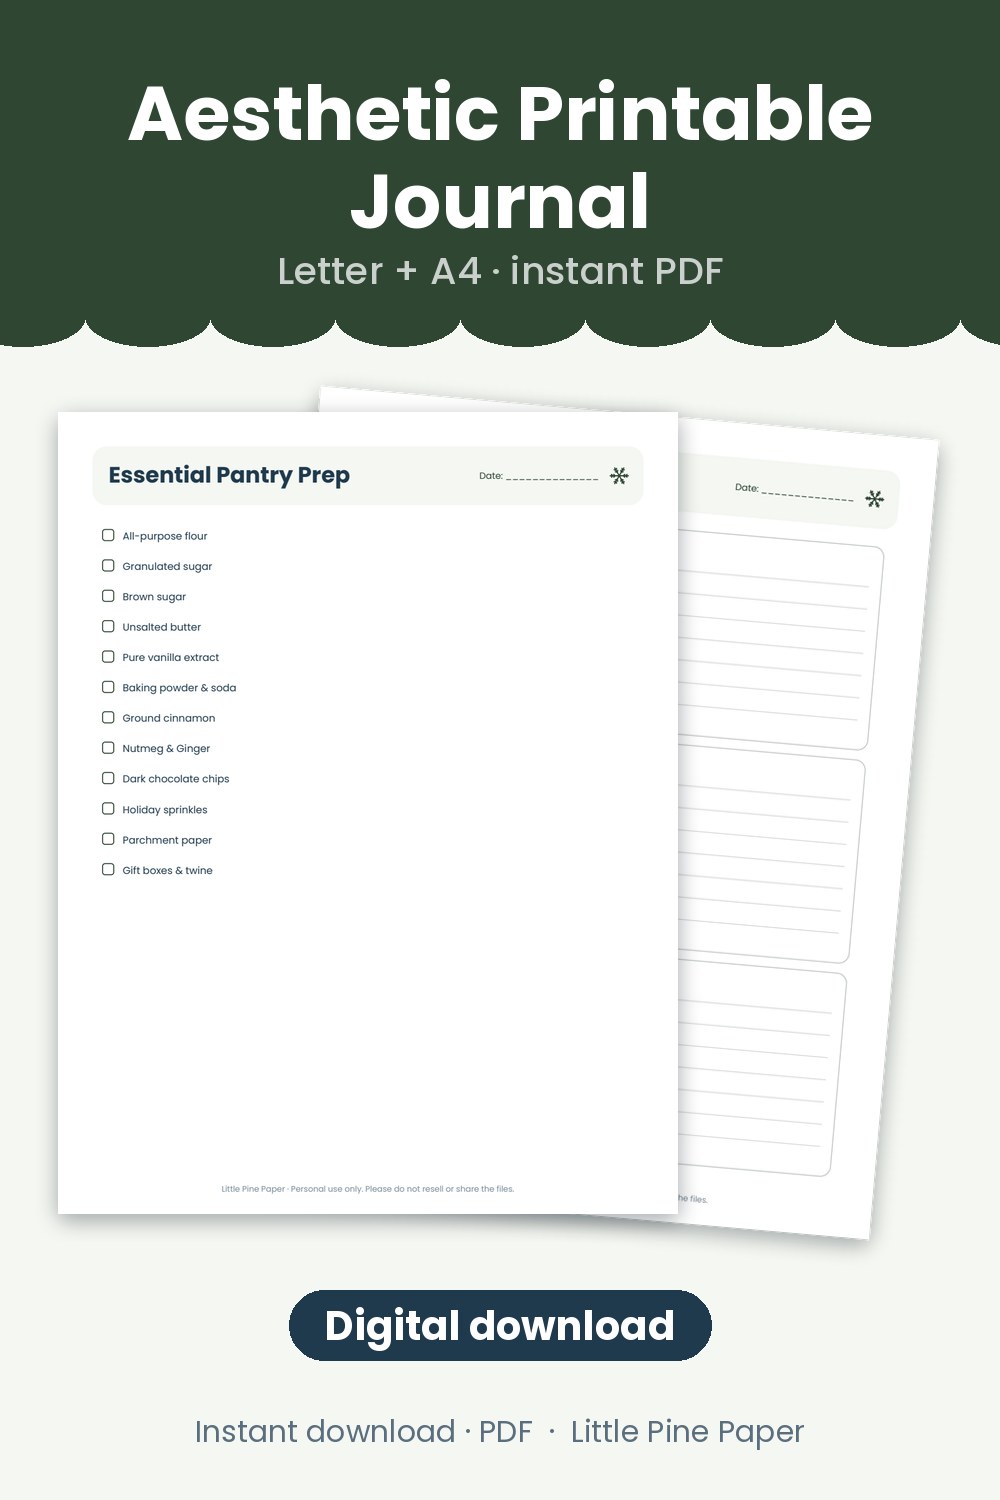 Aesthetic Printable
Journal
Letter + A4 · instant PDF
Essential Pantry Prep
Date: ______________
Date: ______________
All-purpose flour
Granulated sugar
Brown sugar
Unsalted butter
Pure vanilla extract
Baking powder & soda
Ground cinnamon
Nutmeg & Ginger
Dark chocolate chips
Holiday sprinkles
Parchment paper
Gift boxes & twine
Little Pine Paper · Personal use only. Please do not resell or share the files.
he files.
Digital download
Instant download · PDF · Little Pine Paper